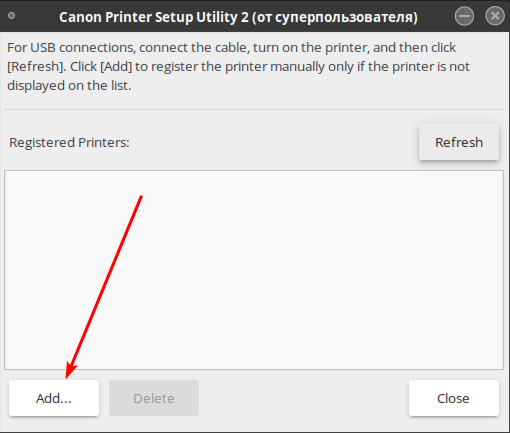 Canon Printer Setup Utility 2 (от суперпользователя)
For USB connections, connect the cable, turn on the printer, and then click
[Refresh]. Click [Add] to register the printer manually only if the printer is not
displayed on the list.
Registered Printers:
Refresh
Add...
Delete
Close